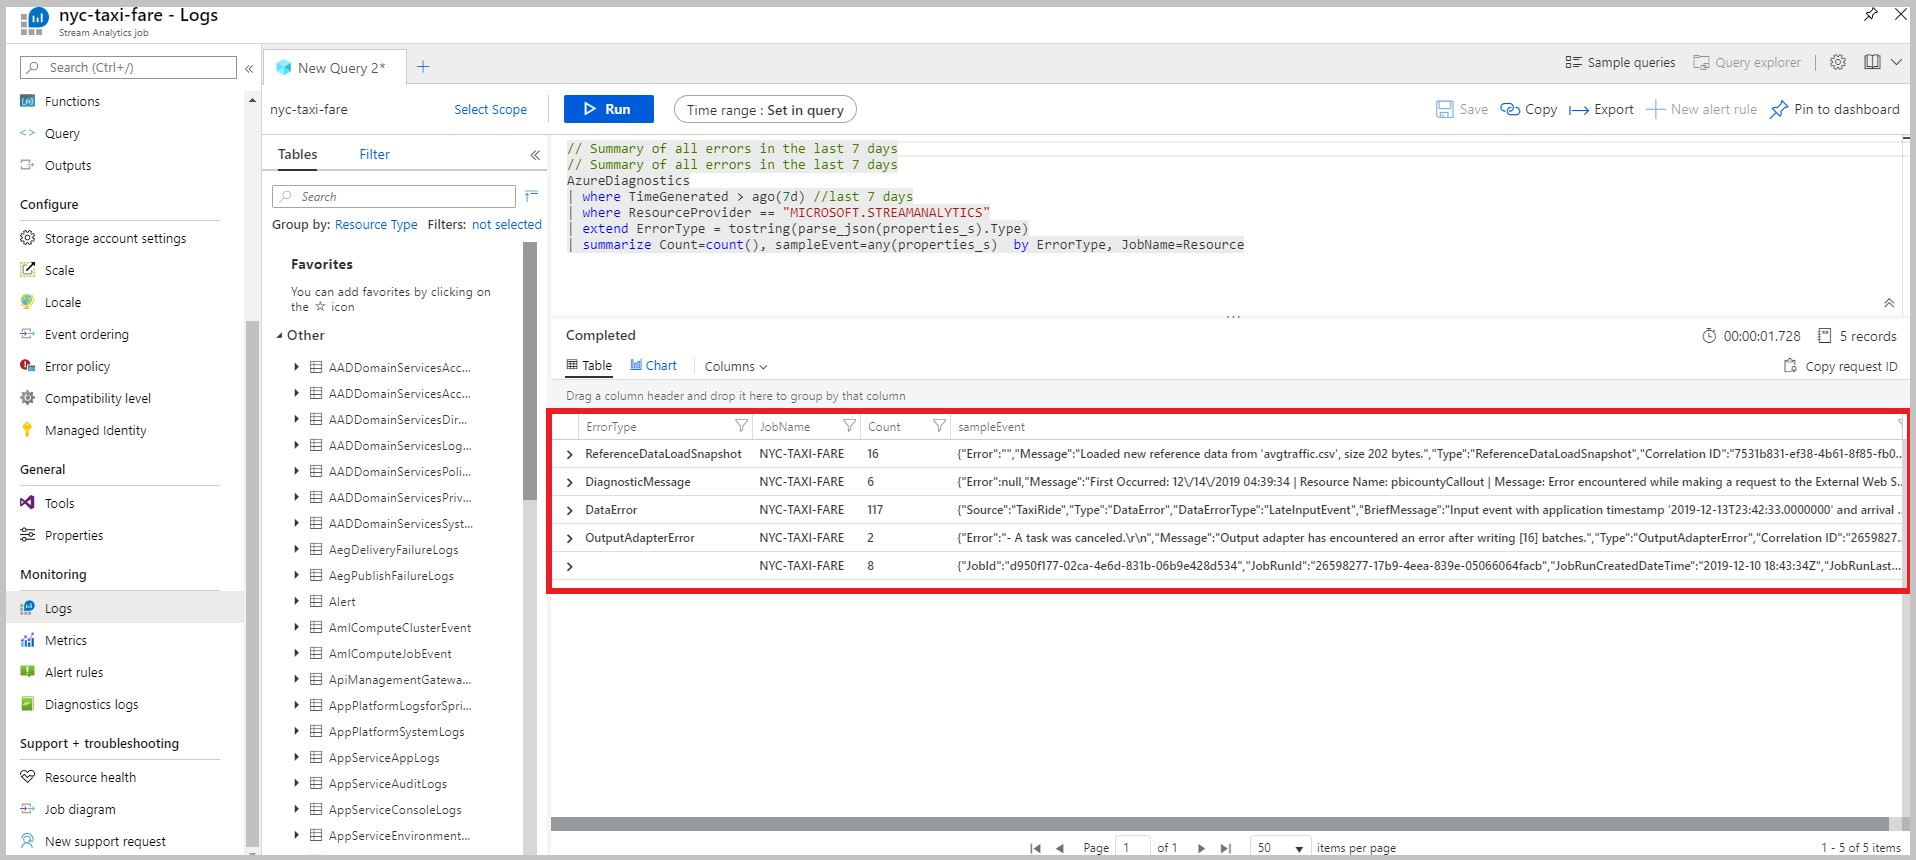 nyc-taxi-fare - Logs
Stream Analytics job
Search (Ctrl+/)
«
Functions
Query
Outputs
Configure
Storage account settings
Scale
Locale
Event ordering
Error policy
Compatibility level
Managed Identity
General
Tools
Properties
Monitoring
Logs
Metrics
Alert rules
Diagnostics logs
Support + troubleshooting
Resource health
Job diagram
New support request
New Query 2*
+
Sample queries
Query explorer
nyc-taxi-fare
Select Scope
Run
Time range : Set in query
Save
Copy
Export
New alert rule
Pin to dashboard
Tables
Filter
«
Search
Group by: Resource Type Filters: not selected
Favorites
You can add favorites by clicking on
the ☆ icon
Other
AADDomainServicesAcc...
AADDomainServicesAcc...
AADDomainServicesDir...
AADDomainServicesLog...
AADDomainServicesPoli...
AADDomainServicesPriv...
AADDomainServicesSyst...
AegDeliveryFailureLogs
AegPublishFailureLogs
Alert
AmlComputeClusterEvent
AmlComputeJobEvent
ApiManagementGatewa...
AppPlatformLogsforSpri...
AppPlatformSystemLogs
AppServiceAppLogs
AppServiceAuditLogs
AppServiceConsoleLogs
AppServiceEnvironment...
// Summary of all errors in the last 7 days
// Summary of all errors in the last 7 days
AzureDiagnostics
| where TimeGenerated > ago(7d) //last 7 days
| where ResourceProvider == "MICROSOFT.STREAMANALYTICS"
| extend ErrorType = tostring(parse_json(properties_s).Type)
| summarize Count=count(), sampleEvent=any(properties_s)  by ErrorType, JobName=Resource
Completed
00:00:01.728
5 records
Table
Chart
Columns
Copy request ID
Drag a column header and drop it here to group by that column
ErrorType JobName Count sampleEvent
ReferenceDataLoadSnapshot NYC-TAXI-FARE 16 {"Error":"","Message":"Loaded new reference data from 'avgtraffic.csv', size 202 bytes.","Type":"ReferenceDataLoadSnapshot","Correlation ID":"7531b831-ef38-4b61-8f85-fb0...
DiagnosticMessage NYC-TAXI-FARE 6 {"Error":null,"Message":"First Occurred: 12\/14\/2019 04:39:34 | Resource Name: pbicountyCallout | Message: Error encountered while making a request to the External Web S...
DataError NYC-TAXI-FARE 117 {"Source":"TaxiRide","Type":"DataError","DataErrorType":"LateInputEvent","BriefMessage":"Input event with application timestamp '2019-12-13T23:42:33.0000000' and arrival ...
OutputAdapterError NYC-TAXI-FARE 2 {"Error":"- A task was canceled.\r\n","Message":"Output adapter has encountered an error after writing [16] batches.","Type":"OutputAdapterError","Correlation ID":"2659827...
NYC-TAXI-FARE 8 {"JobId":"d950f177-02ca-4e6d-831b-06b9e428d534","JobRunId":"26598277-17b9-4eea-839e-05066064facb","JobRunCreatedDateTime":"2019-12-10 18:43:34Z","JobRunLast...
Page 1 of 1
50 items per page
1 - 5 of 5 items